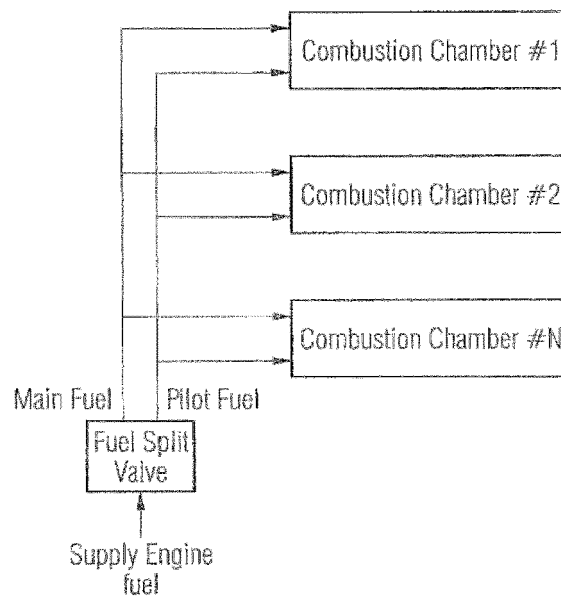 Combustion Chamber #1
Combustion Chamber #2
Combustion Chamber #N
Main Fuel
Pilot Fuel
Fuel Split
Valve
Supply Engine
fuel